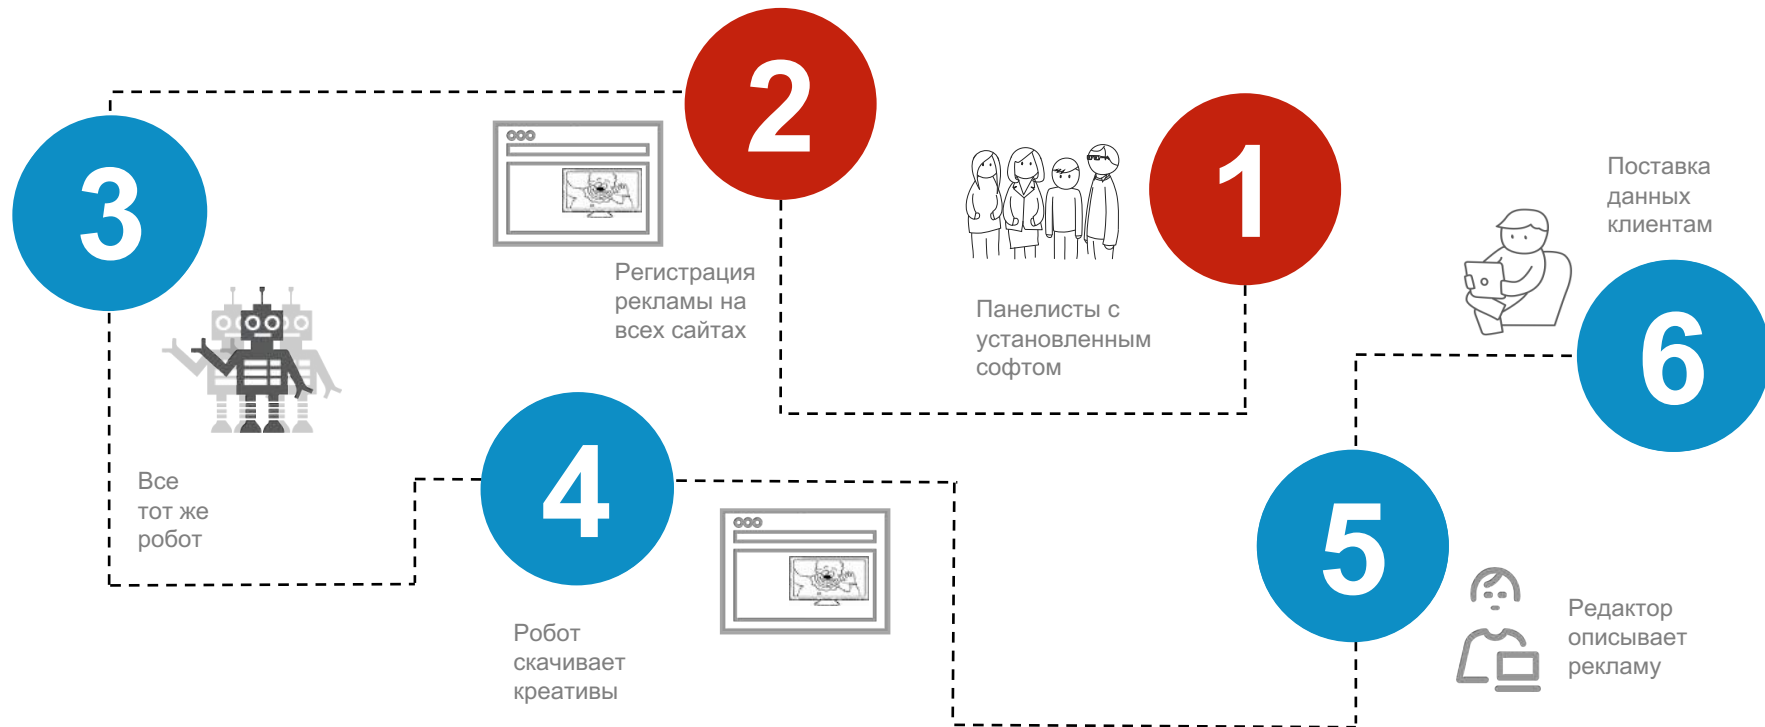 1
Панелисты с
установленным
софтом
2
Регистрация
рекламы на
всех сайтах
3
Все
тот же
робот
4
Робот
скачивает
креативы
5
Редактор
описывает
рекламу
6
Поставка
данных
клиентам